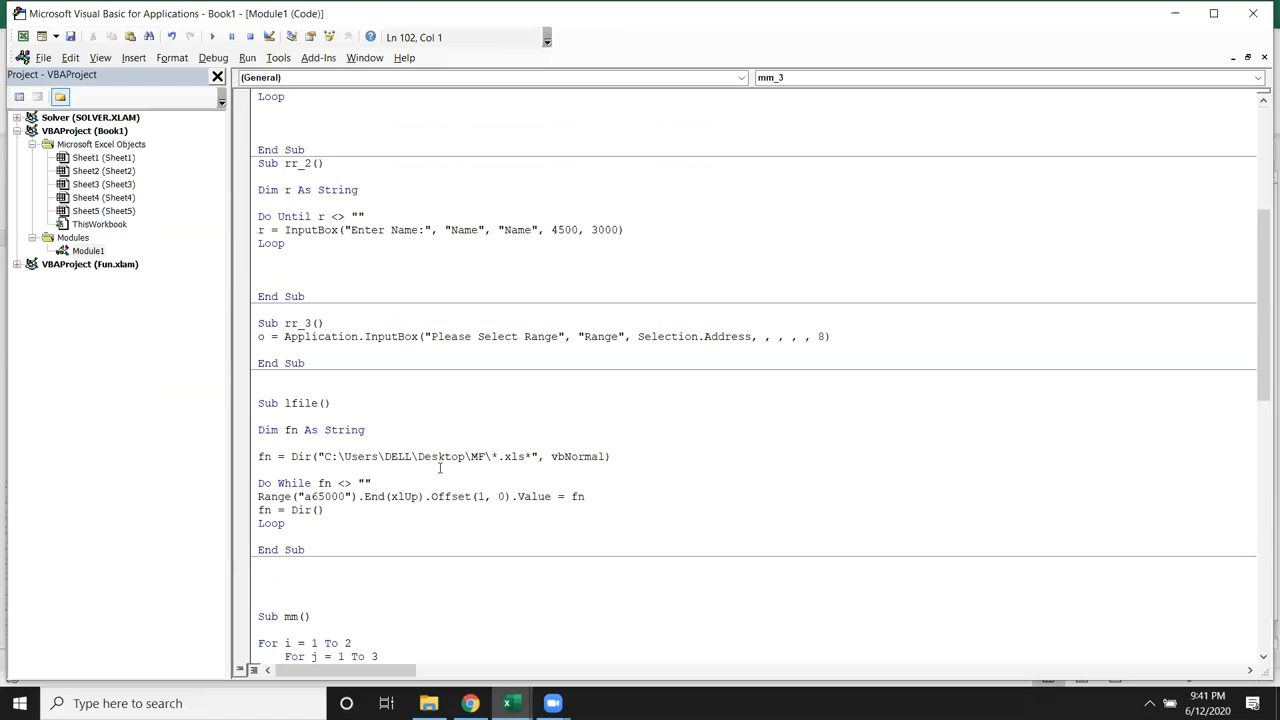 Microsoft Visual Basic for Applications - Book1 - [Module1 (Code)]
Ln 102, Col 1
File Edit View Insert Format Debug Run Tools Add-Ins Window Help
Project - VBAProject
(General)
mm_3
Solver (SOLVER.XLAM)
VBAProject (Book1)
Microsoft Excel Objects
Sheet1 (Sheet1)
Sheet2 (Sheet2)
Sheet3 (Sheet3)
Sheet4 (Sheet4)
Sheet5 (Sheet5)
ThisWorkbook
Modules
Module1
VBAProject (Fun.xlam)
Loop
End Sub
Sub rr_2()
Dim r As String
Do Until r <> ""
r = InputBox("Enter Name:", "Name", "Name", 4500, 3000)
Loop
End Sub
Sub rr_3()
o = Application.InputBox("Please Select Range", "Range", Selection.Address, , , , , 8)
End Sub
Sub lfile()
Dim fn As String
fn = Dir("C:\Users\DELL\Desktop\MF\*.xls*", vbNormal)
Do While fn <> ""
Range("a65000").End(xlUp).Offset(1, 0).Value = fn
fn = Dir()
Loop
End Sub
Sub mm()
For i = 1 To 2
For j = 1 To 3
Type here to search
9:41 PM
6/12/2020